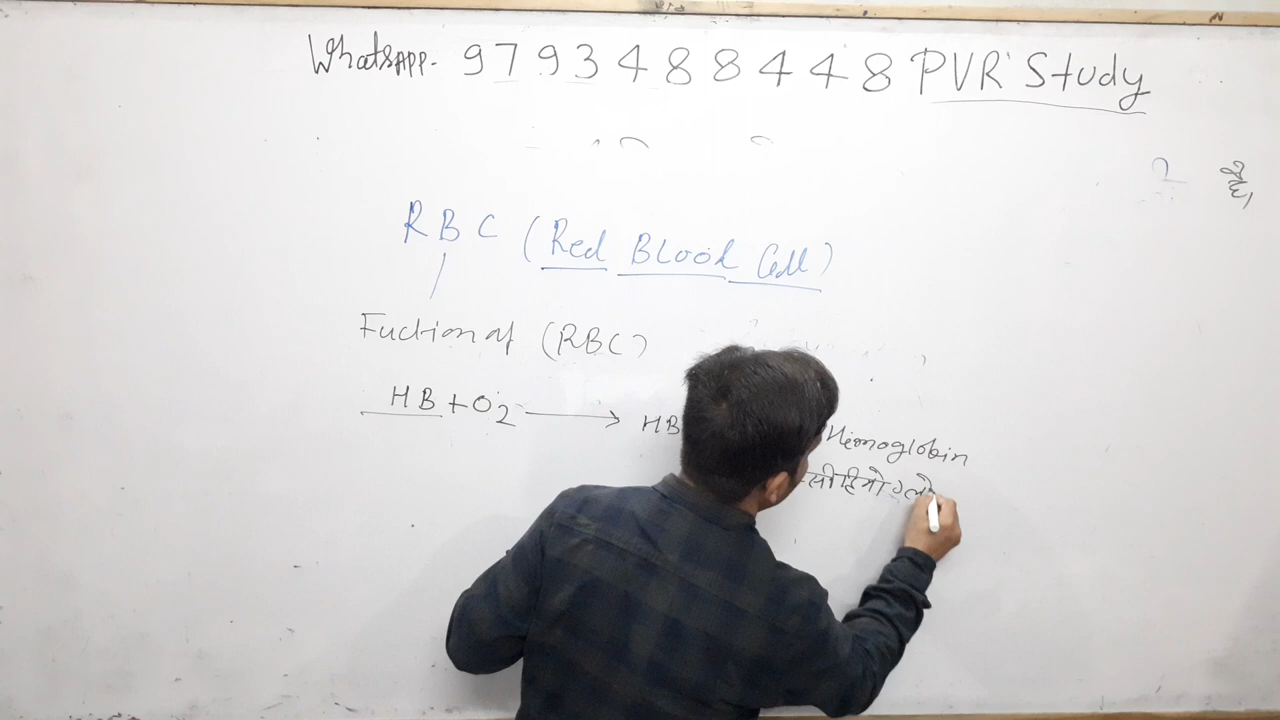 WhatsAPP- 9793488448 PVR Study
RBC (Red Blood Cell)
Fuction of (RBC)
HB + O2 → HB
Hemoglobin